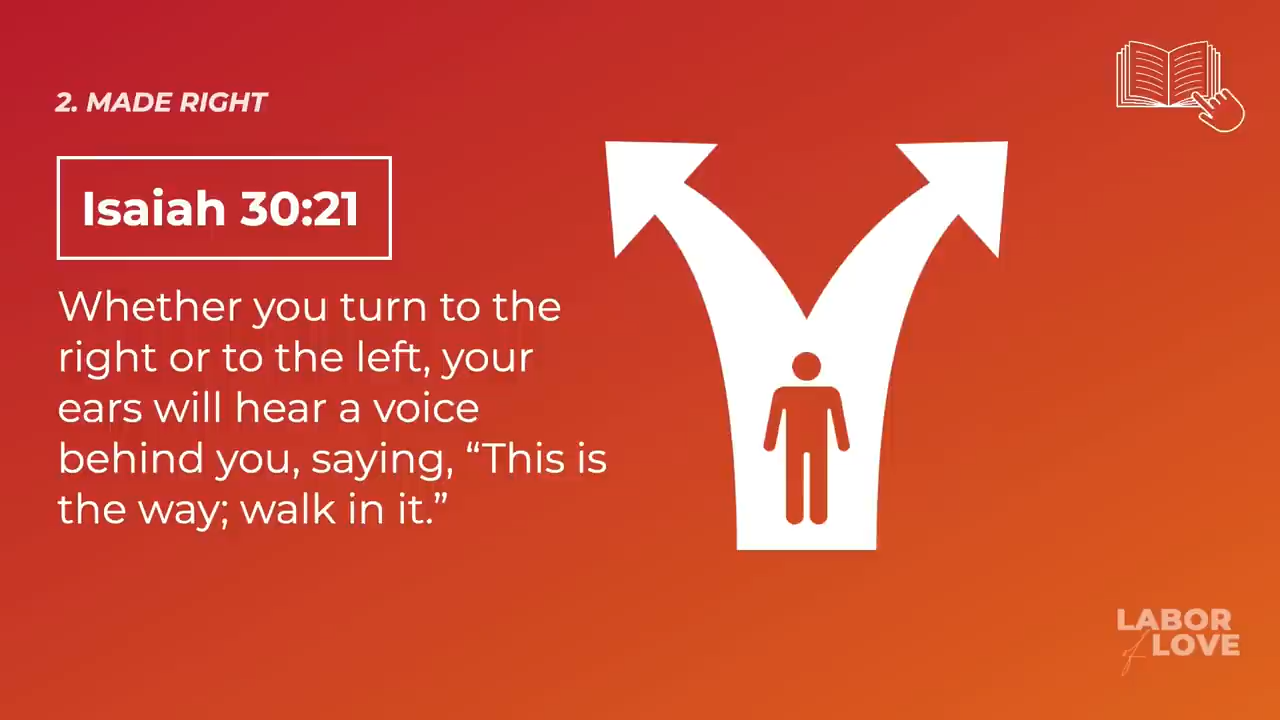 2. MADE RIGHT
Isaiah 30:21
Whether you turn to the
right or to the left, your
ears will hear a voice
behind you, saying, “This is
the way; walk in it.”
LABOR
of LOVE